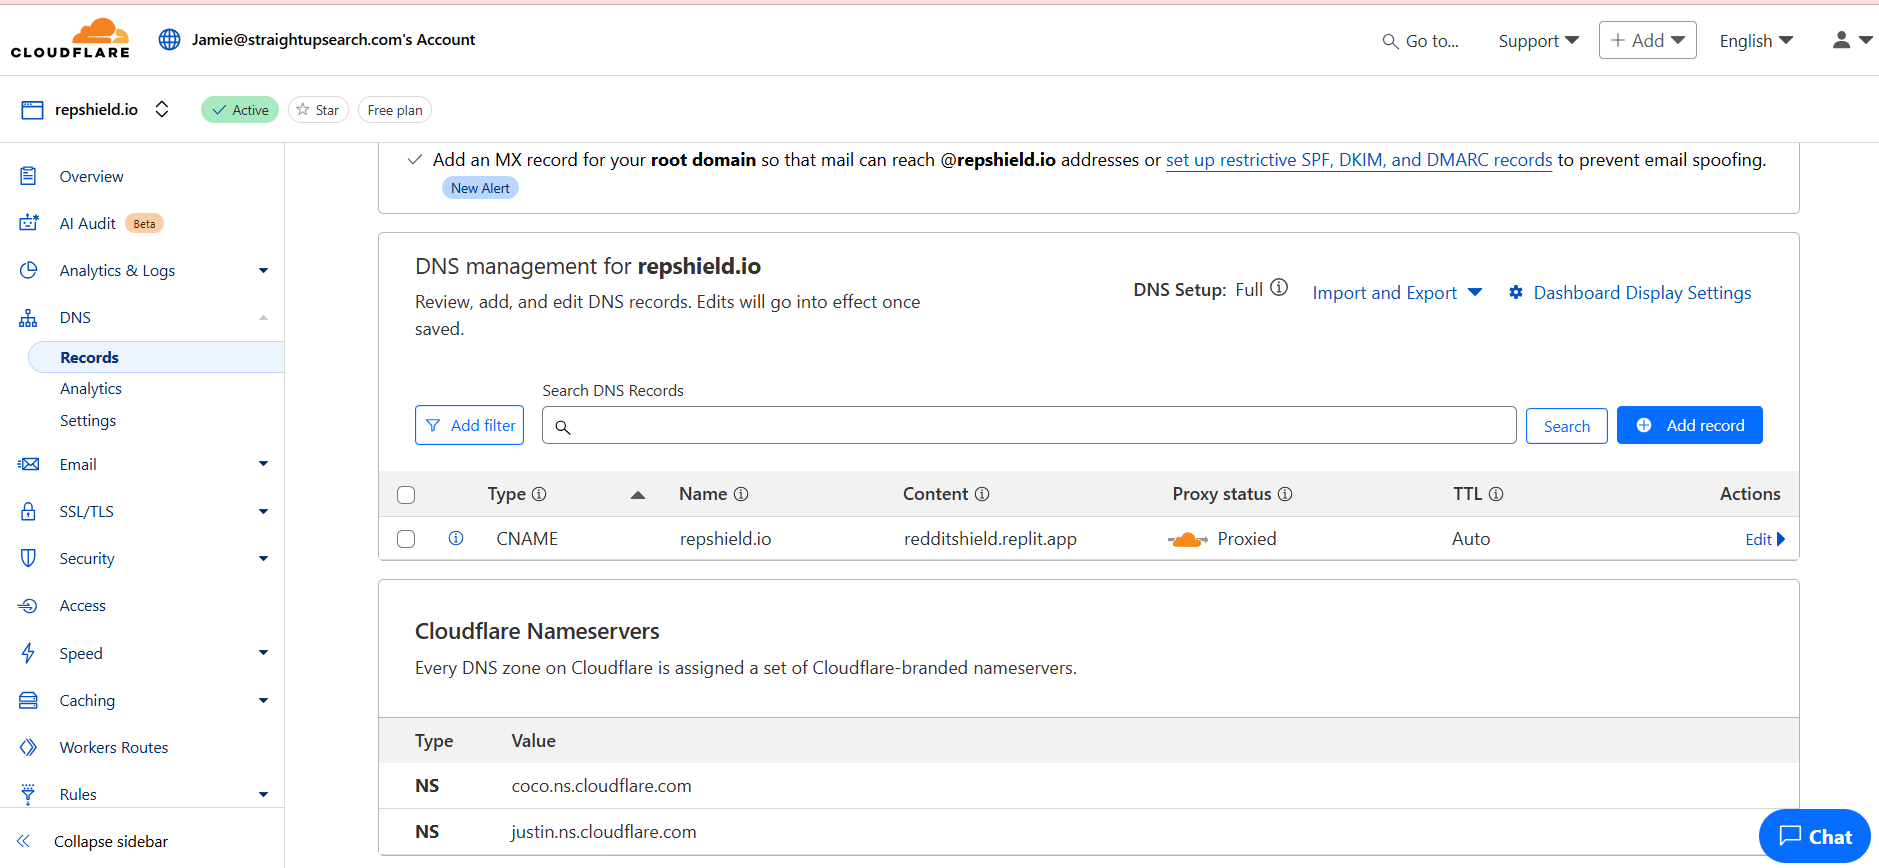 CLOUDFLARE
Jamie@straightupsearch.com's Account
Go to...
Support
+ Add
English
repshield.io
Active
Star
Free plan
Overview
AI Audit Beta
Analytics & Logs
DNS
Records
Analytics
Settings
Email
SSL/TLS
Security
Access
Speed
Caching
Workers Routes
Rules
Collapse sidebar
Add an MX record for your root domain so that mail can reach @repshield.io addresses or set up restrictive SPF, DKIM, and DMARC records to prevent email spoofing.
New Alert
DNS management for repshield.io
Review, add, and edit DNS records. Edits will go into effect once
saved.
DNS Setup: Full
Import and Export
Dashboard Display Settings
Search DNS Records
Add filter
Search
Add record
Type Name Content Proxy status TTL Actions
CNAME repshield.io redditshield.replit.app Proxied Auto Edit
Cloudflare Nameservers
Every DNS zone on Cloudflare is assigned a set of Cloudflare-branded nameservers.
Type Value
NS coco.ns.cloudflare.com
NS justin.ns.cloudflare.com
Chat